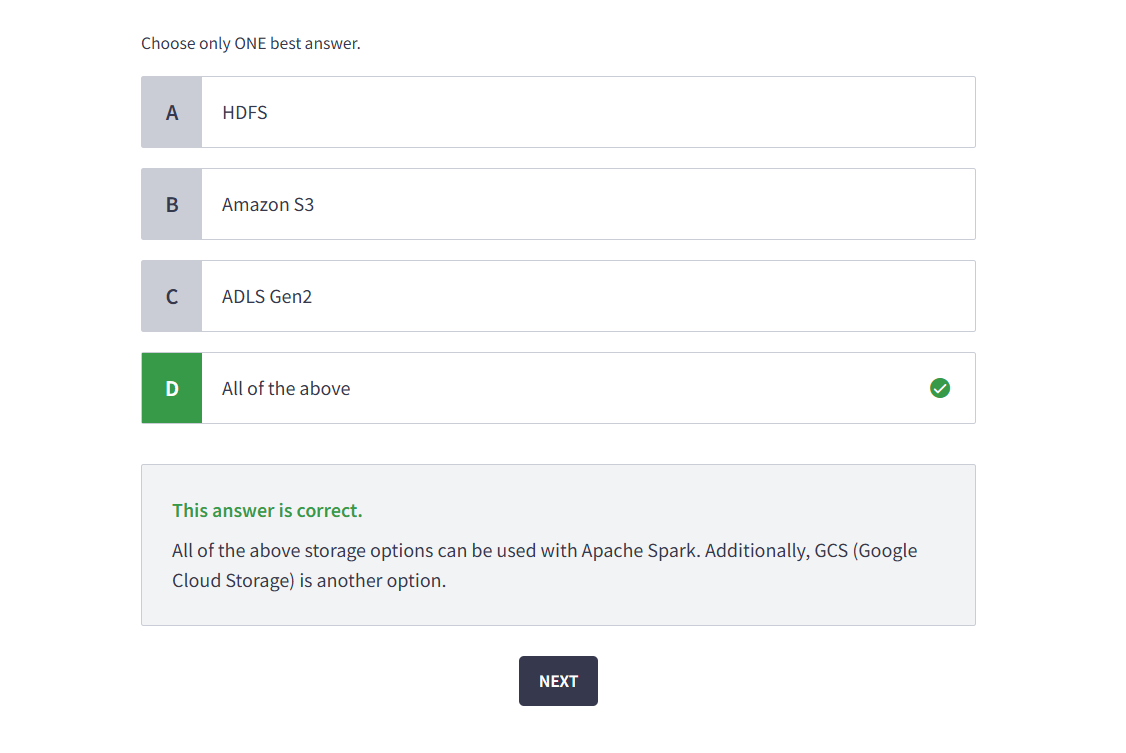 Choose only ONE best answer.
A HDFS
B Amazon S3
C ADLS Gen2
D All of the above
This answer is correct.
All of the above storage options can be used with Apache Spark. Additionally, GCS (Google
Cloud Storage) is another option.
NEXT